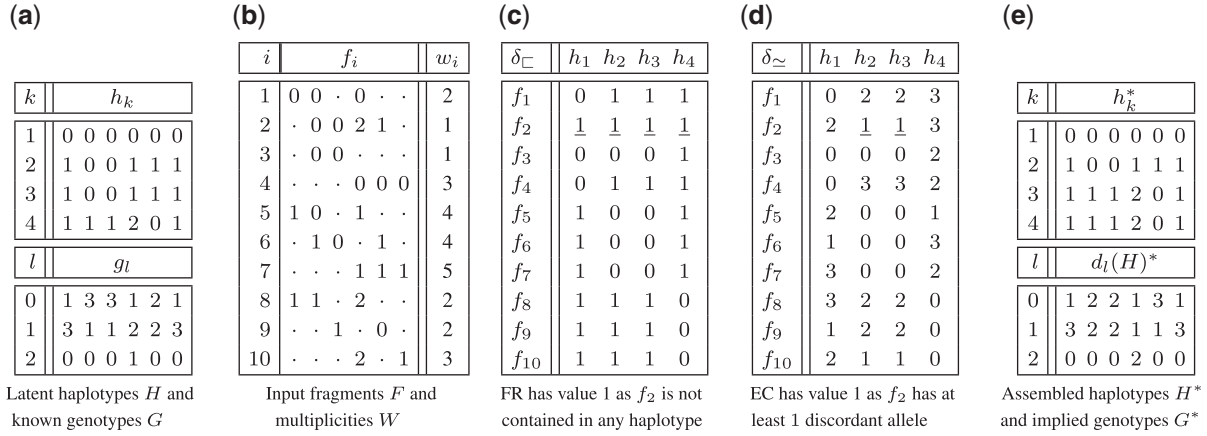 (a)
k h_k
1 0 0 0 0 0 0
2 1 0 0 1 1 1
3 1 0 0 1 1 1
4 1 1 1 2 0 1
l g_l
0 1 3 3 1 2 1
1 3 1 1 2 2 3
2 0 0 0 1 0 0
Latent haplotypes H and
known genotypes G
(b)
i f_i w_i
1 0 0 · 0 · · 2
2 · 0 0 2 1 · 1
3 · 0 0 · · · 1
4 · · · 0 0 0 3
5 1 0 · 1 · · 4
6 · 1 0 · 1 · 4
7 · · · 1 1 1 5
8 1 1 · 2 · · 2
9 · · 1 · 0 · 2
10 · · · 2 · 1 3
Input fragments F and
multiplicities W
(c)
δ_⊏ h_1 h_2 h_3 h_4
f_1 0 1 1 1
f_2 1 1 1 1
f_3 0 0 0 1
f_4 0 1 1 1
f_5 1 0 0 1
f_6 1 0 0 1
f_7 1 0 0 1
f_8 1 1 1 0
f_9 1 1 1 0
f_10 1 1 1 0
FR has value 1 as f_2 is not
contained in any haplotype
(d)
δ_≃ h_1 h_2 h_3 h_4
f_1 0 2 2 3
f_2 2 1 1 3
f_3 0 0 0 2
f_4 0 3 3 2
f_5 2 0 0 1
f_6 1 0 0 3
f_7 3 0 0 2
f_8 3 2 2 0
f_9 1 2 2 0
f_10 2 1 1 0
EC has value 1 as f_2 has at
least 1 discordant allele
(e)
k h*_k
1 0 0 0 0 0 0
2 1 0 0 1 1 1
3 1 1 1 2 0 1
4 1 1 1 2 0 1
l d_l(H)*
0 1 2 2 1 3 1
1 3 2 2 1 1 3
2 0 0 0 2 0 0
Assembled haplotypes H*
and implied genotypes G*